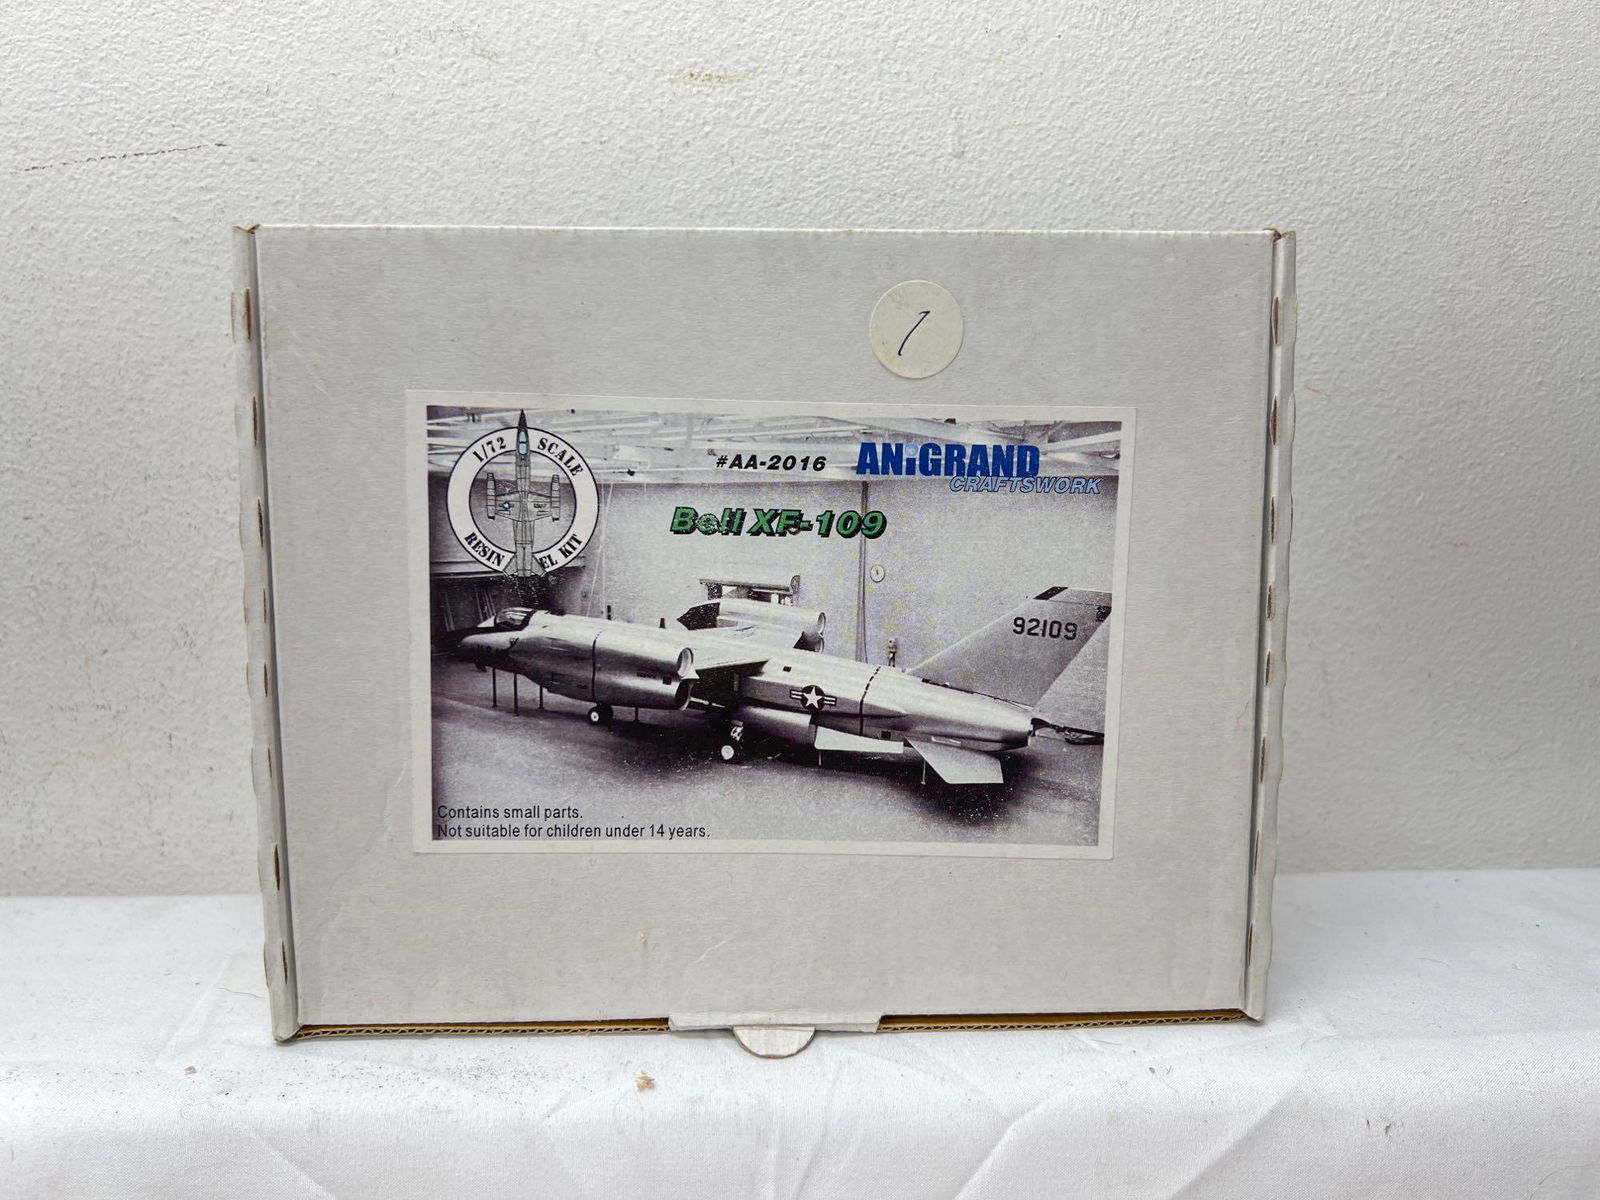 1
1/72 SCALE
RESIN EL KIT
#AA-2016
ANiGRAND
CRAFTSWORK
Bell XF-109
92109
Contains small parts.
Not suitable for children under 14 years.